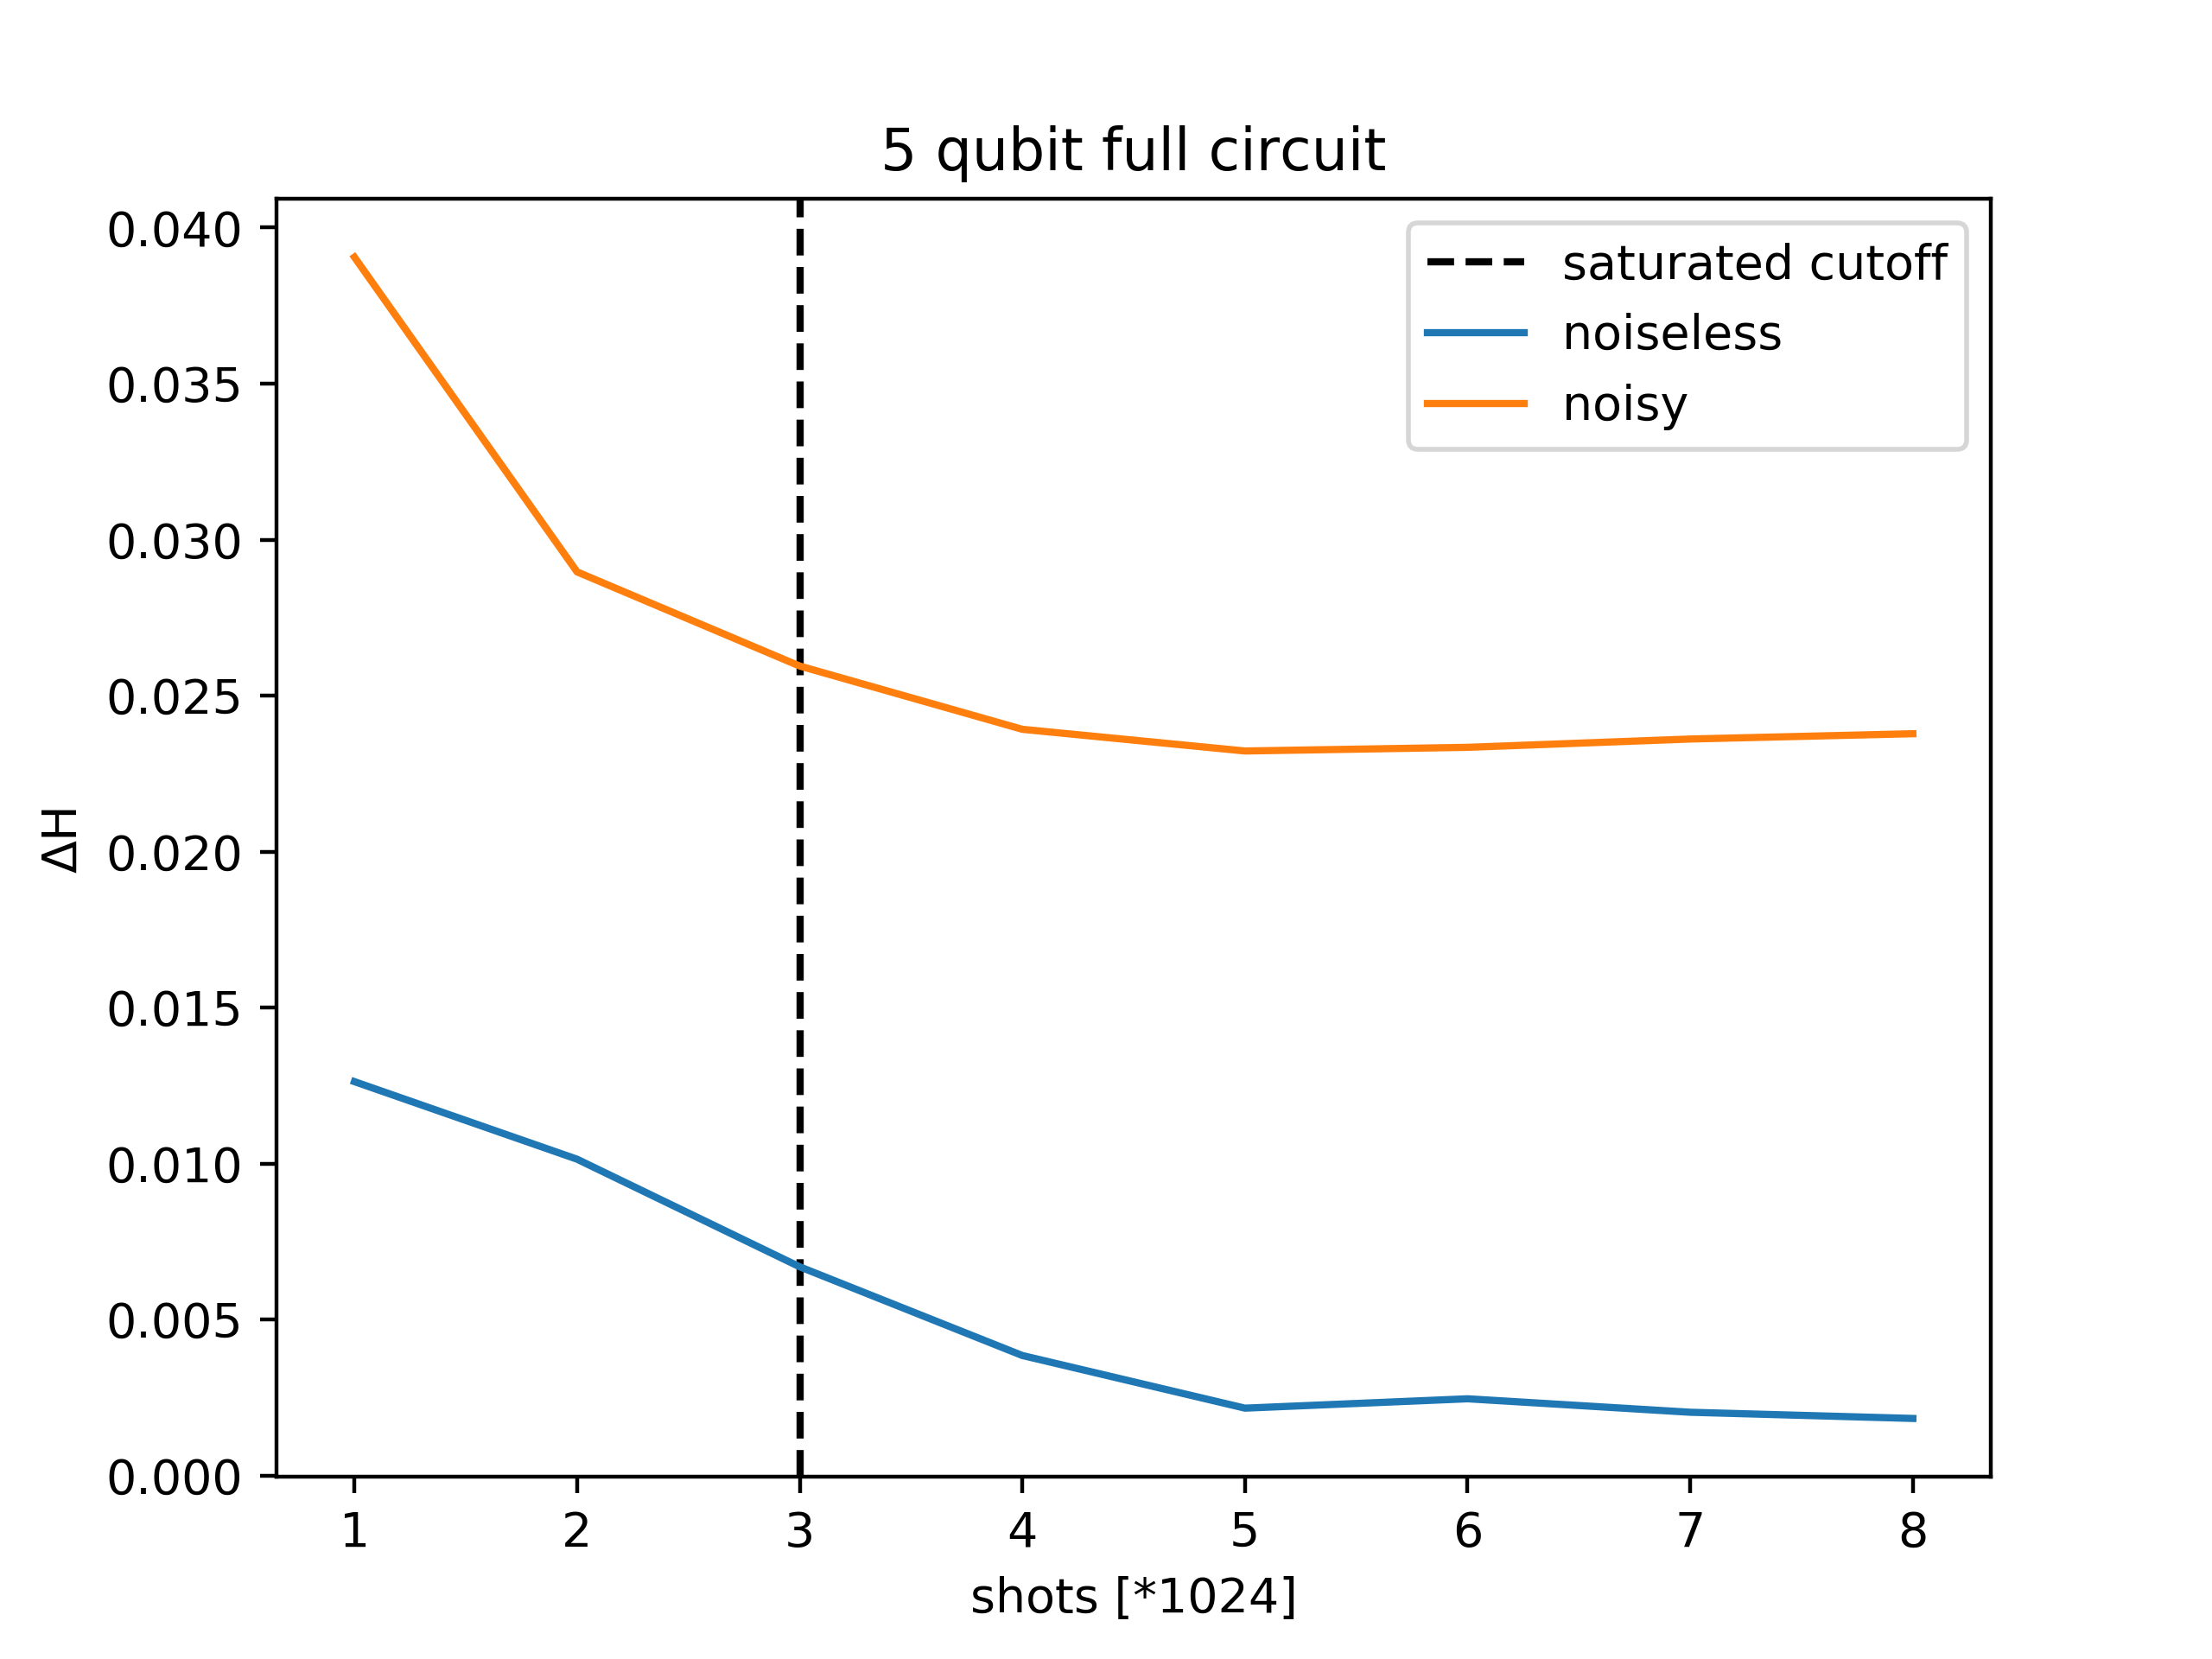 5 qubit full circuit
0.040
0.035
0.030
0.025
0.020
0.015
0.010
0.005
0.000
ΔH
saturated cutoff
noiseless
noisy
1 2 3 4 5 6 7 8
shots [*1024]